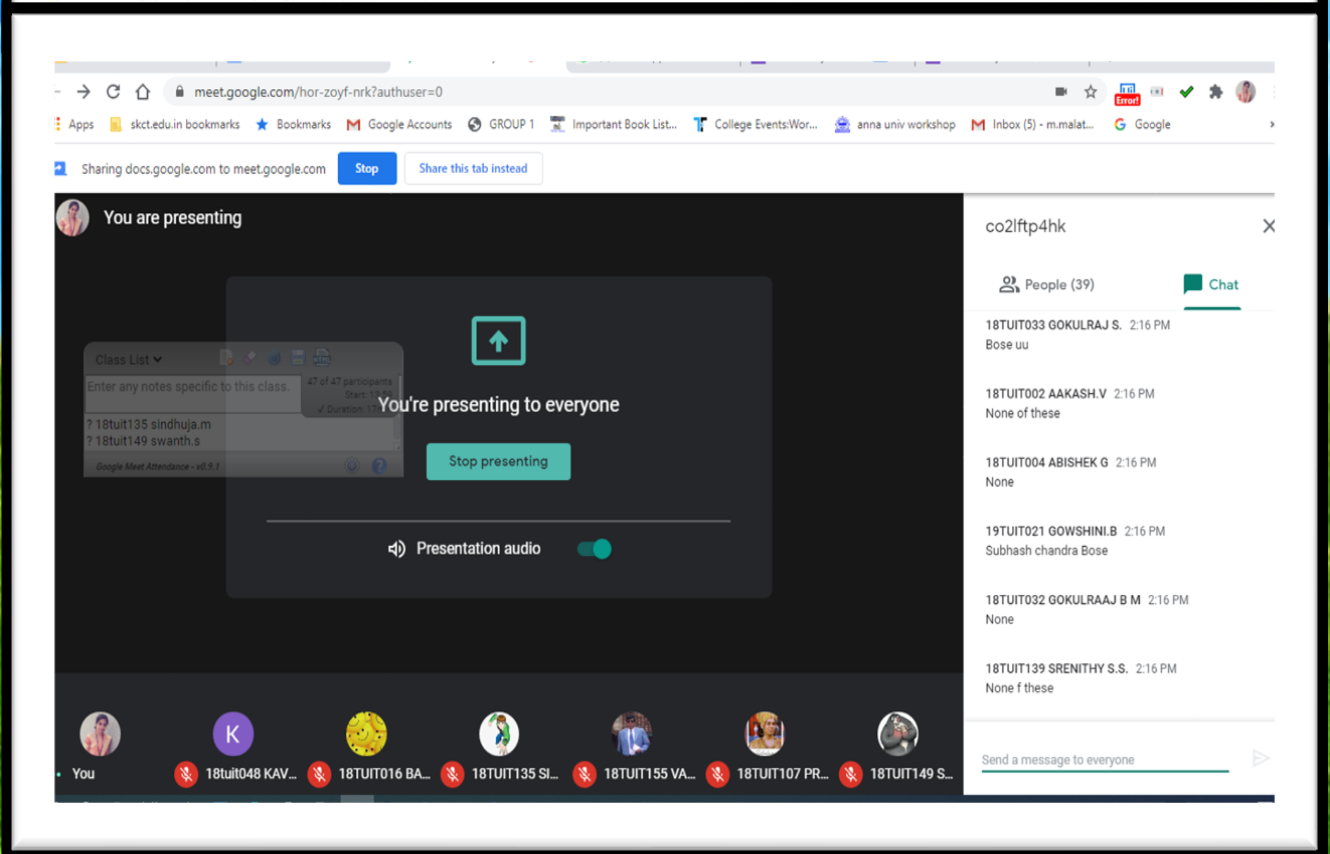 meet.google.com/hor-zoyf-nrk?authuser=0
Error!
Apps skct.edu.in bookmarks Bookmarks Google Accounts GROUP 1 Important Book List... College Events:Wor... anna univ workshop Inbox (5) - m.malat... Google
Sharing docs.google.com to meet.google.com Stop Share this tab instead
You are presenting
Class List
Enter any notes specific to this class.
47 of 47 participants
? 18tuit135 sindhuja.m
? 18tuit149 swanth.s
Google Meet Attendance - v0.9.1
You're presenting to everyone
Stop presenting
Presentation audio
You
18tuit048 KAV...
18TUIT016 BA...
18TUIT135 SI...
18TUIT155 VA...
18TUIT107 PR...
18TUIT149 S...
co2lftp4hk
People (39) Chat
18TUIT033 GOKULRAJ S. 2:16 PM
Bose uu
18TUIT002 AAKASH.V 2:16 PM
None of these
18TUIT004 ABISHEK G 2:16 PM
None
19TUIT021 GOWSHINI.B 2:16 PM
Subhash chandra Bose
18TUIT032 GOKULRAAJ B M 2:16 PM
None
18TUIT139 SRENITHY S.S. 2:16 PM
None f these
Send a message to everyone